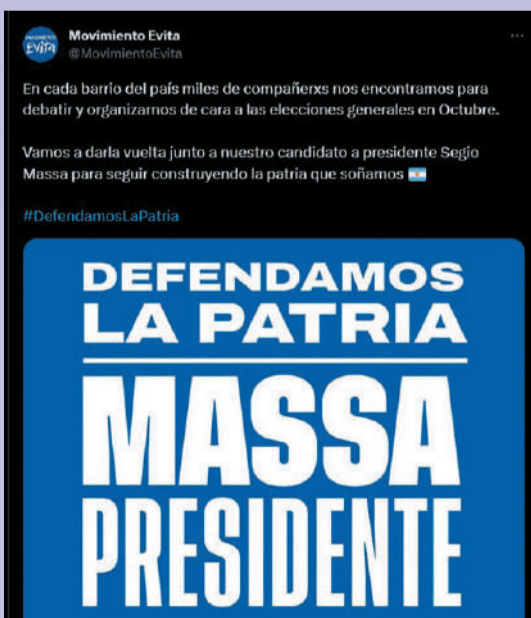 Movimiento Evita
@MovimientoEvita
En cada barrio del país miles de compañerxs nos encontramos para
debatir y organizarnos de cara a las elecciones generales en Octubre.
Vamos a darla vuelta junto a nuestro candidato a presidente Segio
Massa para seguir construyendo la patria que soñamos 🇦🇷
#DefendamosLaPatria
DEFENDAMOS
LA PATRIA
MASSA
PRESIDENTE
MOVIMIENTO
EVITA